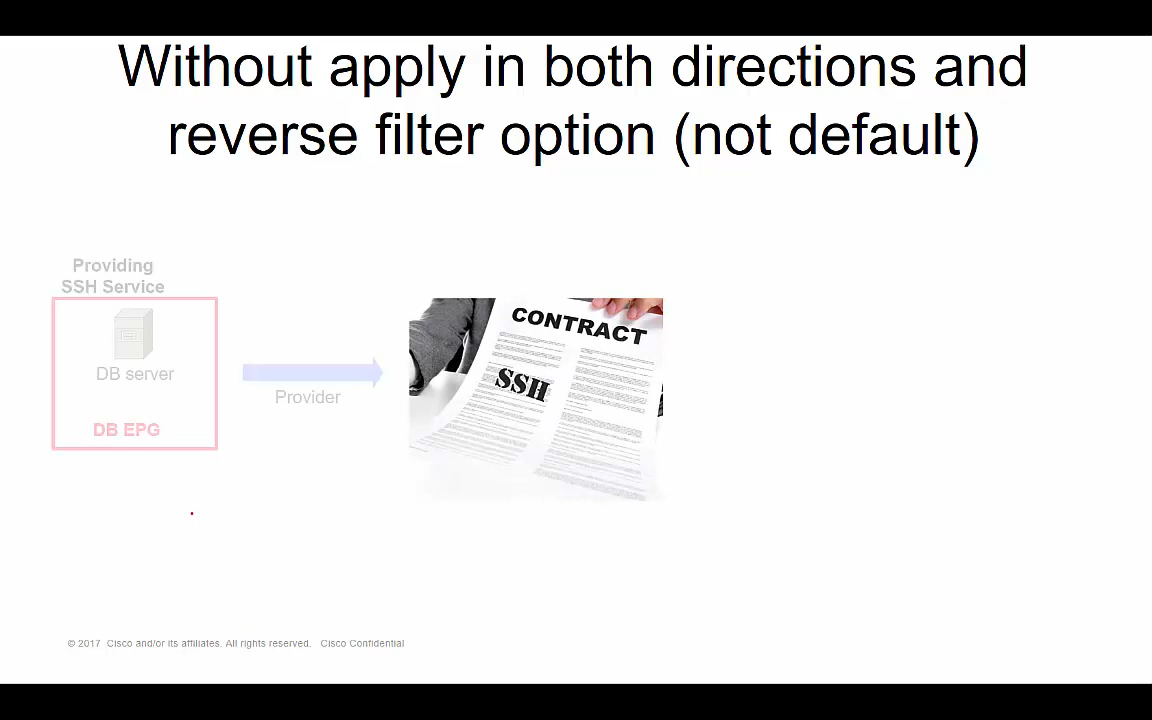 Without apply in both directions and
reverse filter option (not default)
Providing
SSH Service
DB server
DB EPG
Provider
CONTRACT
SSH
© 2017 Cisco and/or its affiliates. All rights reserved. Cisco Confidential